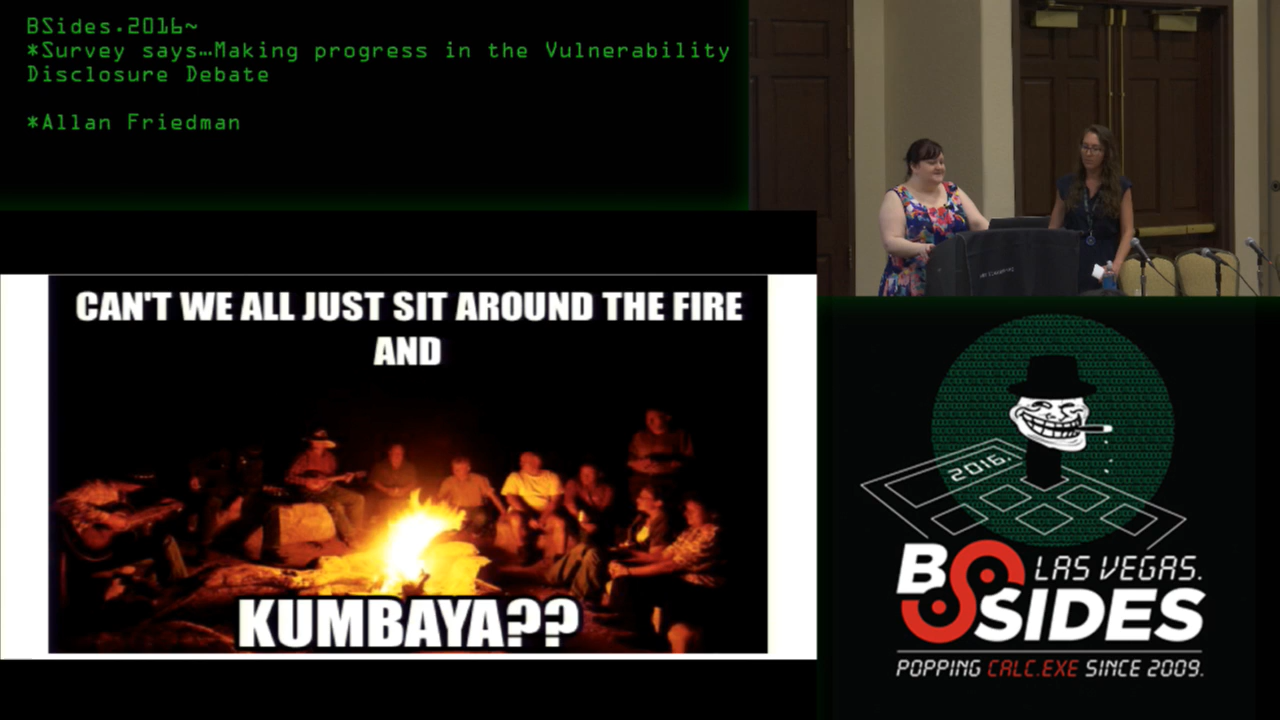 BSides.2016~
*Survey says…Making progress in the Vulnerability
Disclosure Debate
*Allan Friedman
CAN'T WE ALL JUST SIT AROUND THE FIRE
AND
KUMBAYA??
2016.
BSIDES
LAS VEGAS.
POPPING CALC.EXE SINCE 2009.